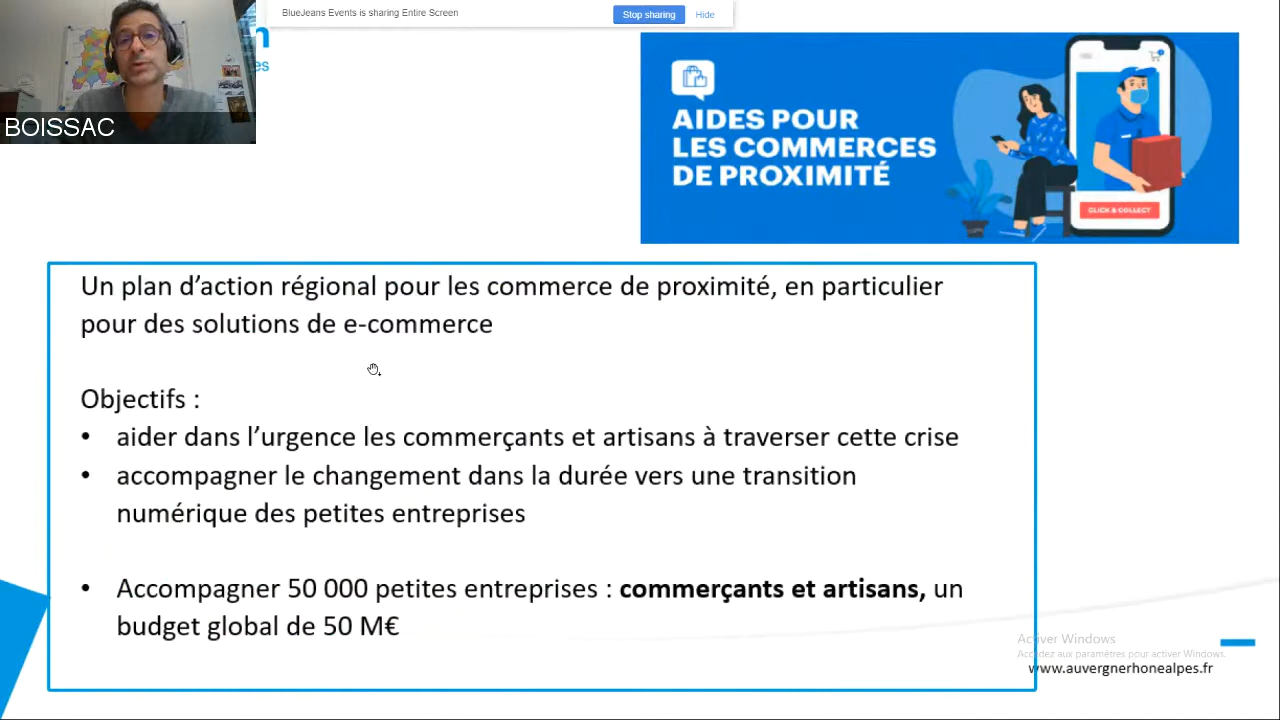 BlueJeans Events is sharing Entire Screen
Stop sharing
Hide
BOISSAC
AIDES POUR
LES COMMERCES
DE PROXIMITÉ
CLICK & COLLECT
Un plan d’action régional pour les commerce de proximité, en particulier
pour des solutions de e-commerce
Objectifs :
• aider dans l’urgence les commerçants et artisans à traverser cette crise
• accompagner le changement dans la durée vers une transition
numérique des petites entreprises
• Accompagner 50 000 petites entreprises : commerçants et artisans, un
budget global de 50 M€
Activer Windows
Accédez aux paramètres pour activer Windows.
www.auvergnerhonealpes.fr